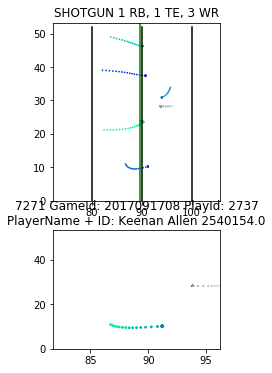 SHOTGUN 1 RB, 1 TE, 3 WR
50
40
30
20
10
0
80 90 100
7271 GameId: 2017091708 PlayId: 2737
PlayerName + ID: Keenan Allen 2540154.0
40
20
0
85 90 95